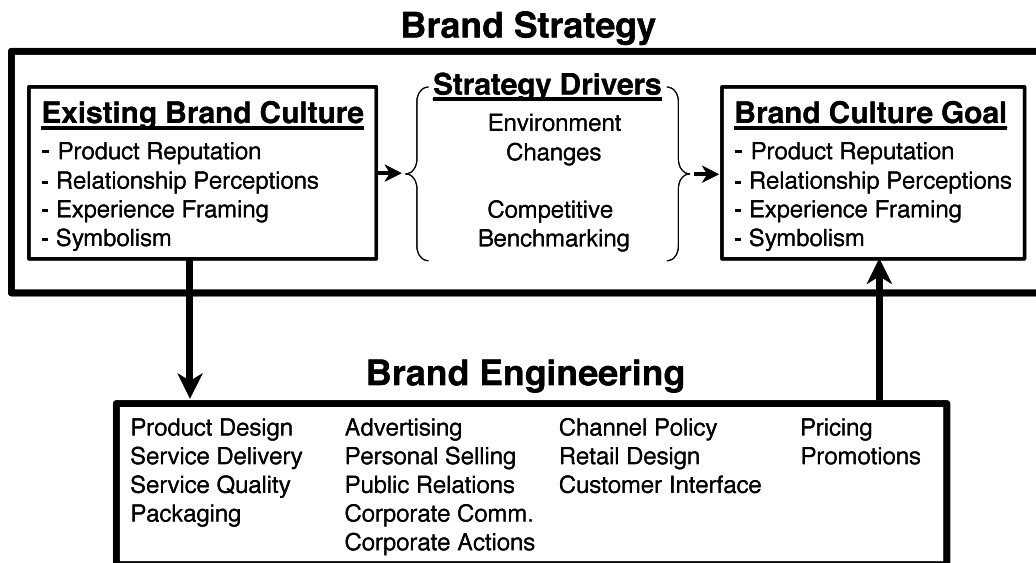 Brand Strategy
Existing Brand Culture
- Product Reputation
- Relationship Perceptions
- Experience Framing
- Symbolism
Strategy Drivers
Environment
Changes
Competitive
Benchmarking
Brand Culture Goal
- Product Reputation
- Relationship Perceptions
- Experience Framing
- Symbolism
Brand Engineering
Product Design
Service Delivery
Service Quality
Packaging
Advertising
Personal Selling
Public Relations
Corporate Comm.
Corporate Actions
Channel Policy
Retail Design
Customer Interface
Pricing
Promotions